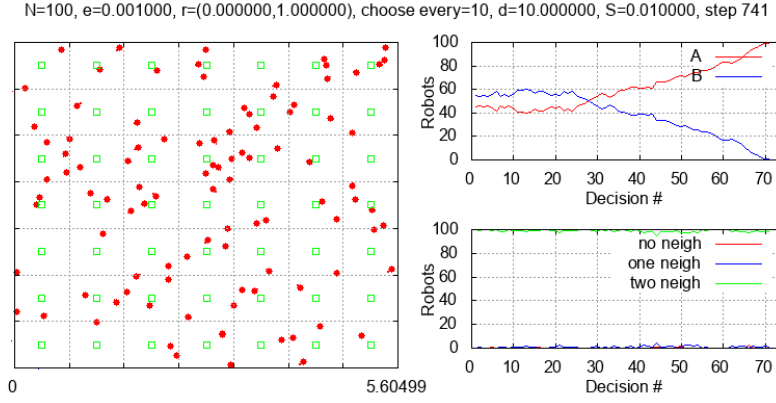 N=100, e=0.001000, r=(0.000000,1.000000), choose every=10, d=10.000000, S=0.010000, step 741
0 5.60499
Robots
100
80
60
40
20
0
A
B
0 10 20 30 40 50 60 70
Decision #
Robots
100
80
60
40
20
0
no neigh
one neigh
two neigh
0 10 20 30 40 50 60 70
Decision #